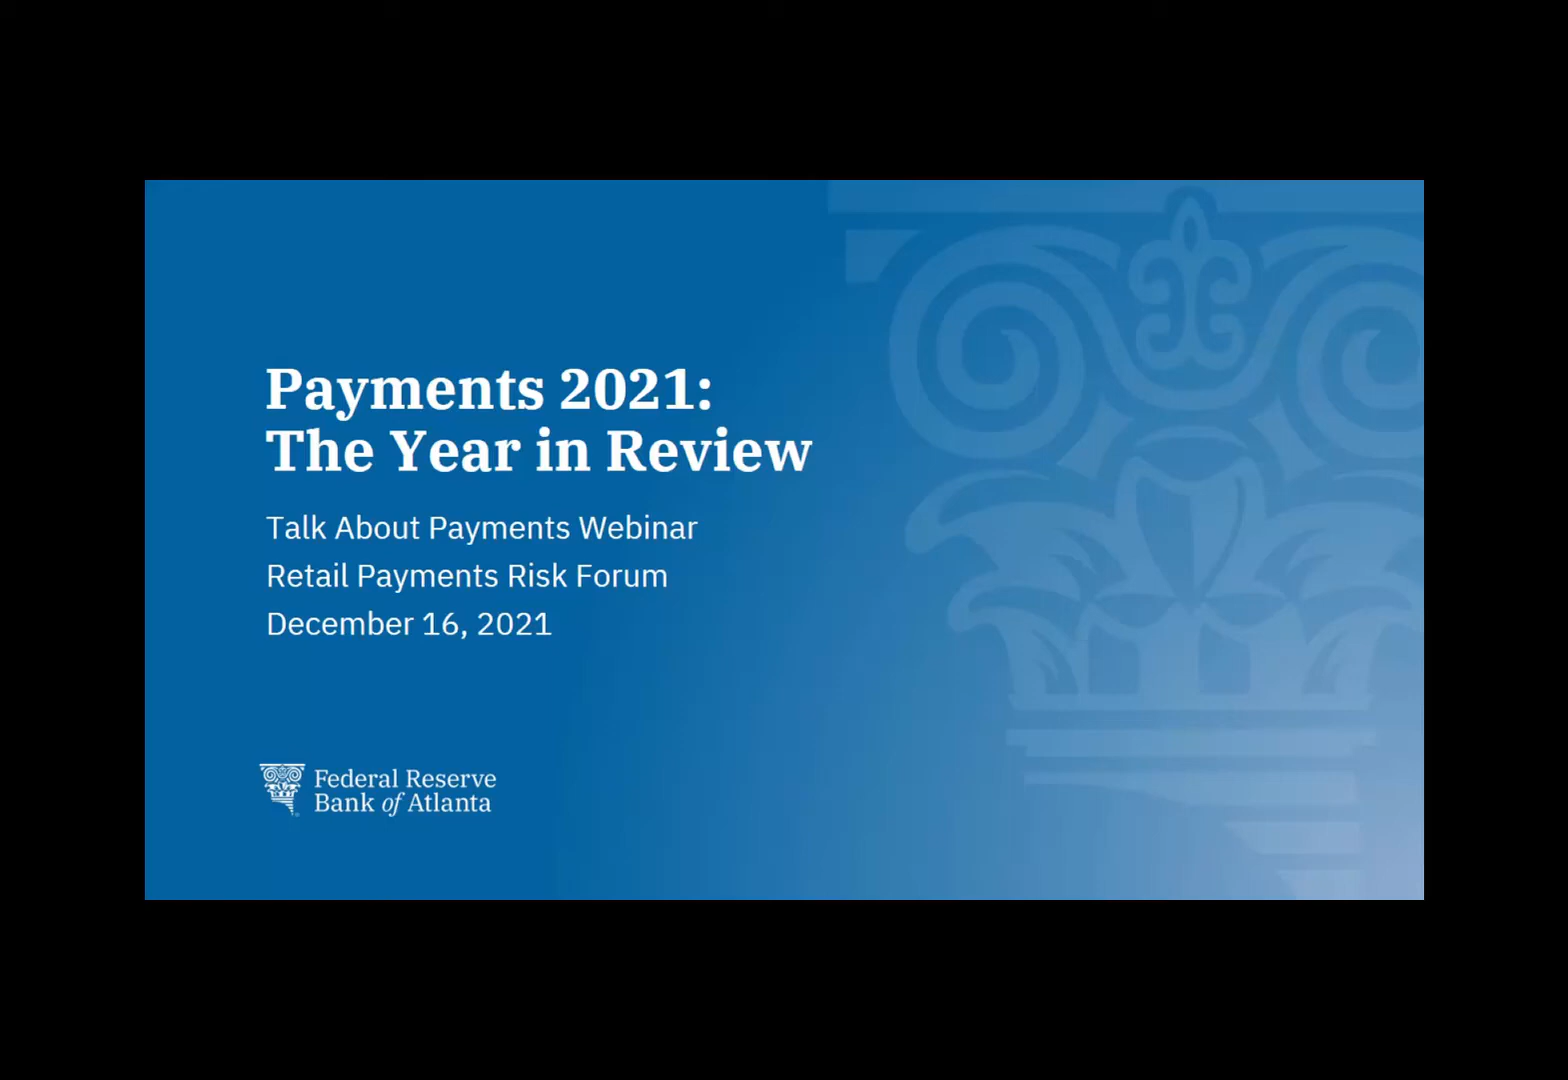 Payments 2021:
The Year in Review
Talk About Payments Webinar
Retail Payments Risk Forum
December 16, 2021
Federal Reserve
Bank of Atlanta